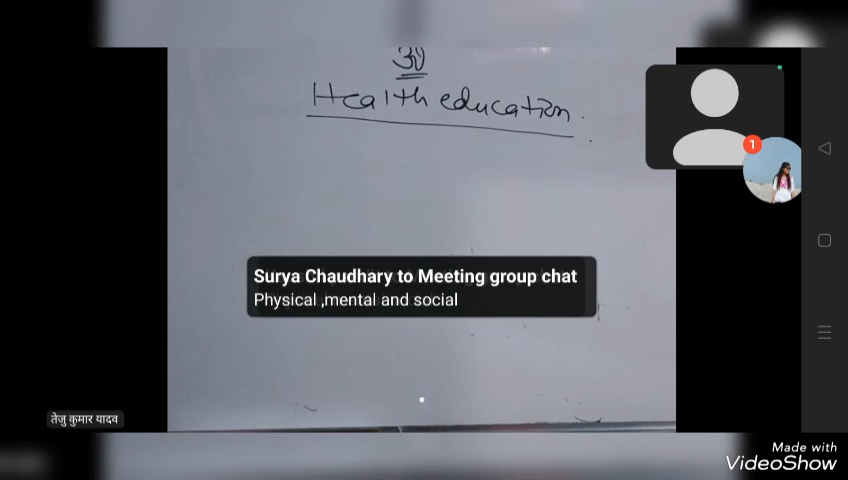 ॐ
Health education.
1
Surya Chaudhary to Meeting group chat
Physical ,mental and social
तेजु कुमार यादव
Made with
VideoShow